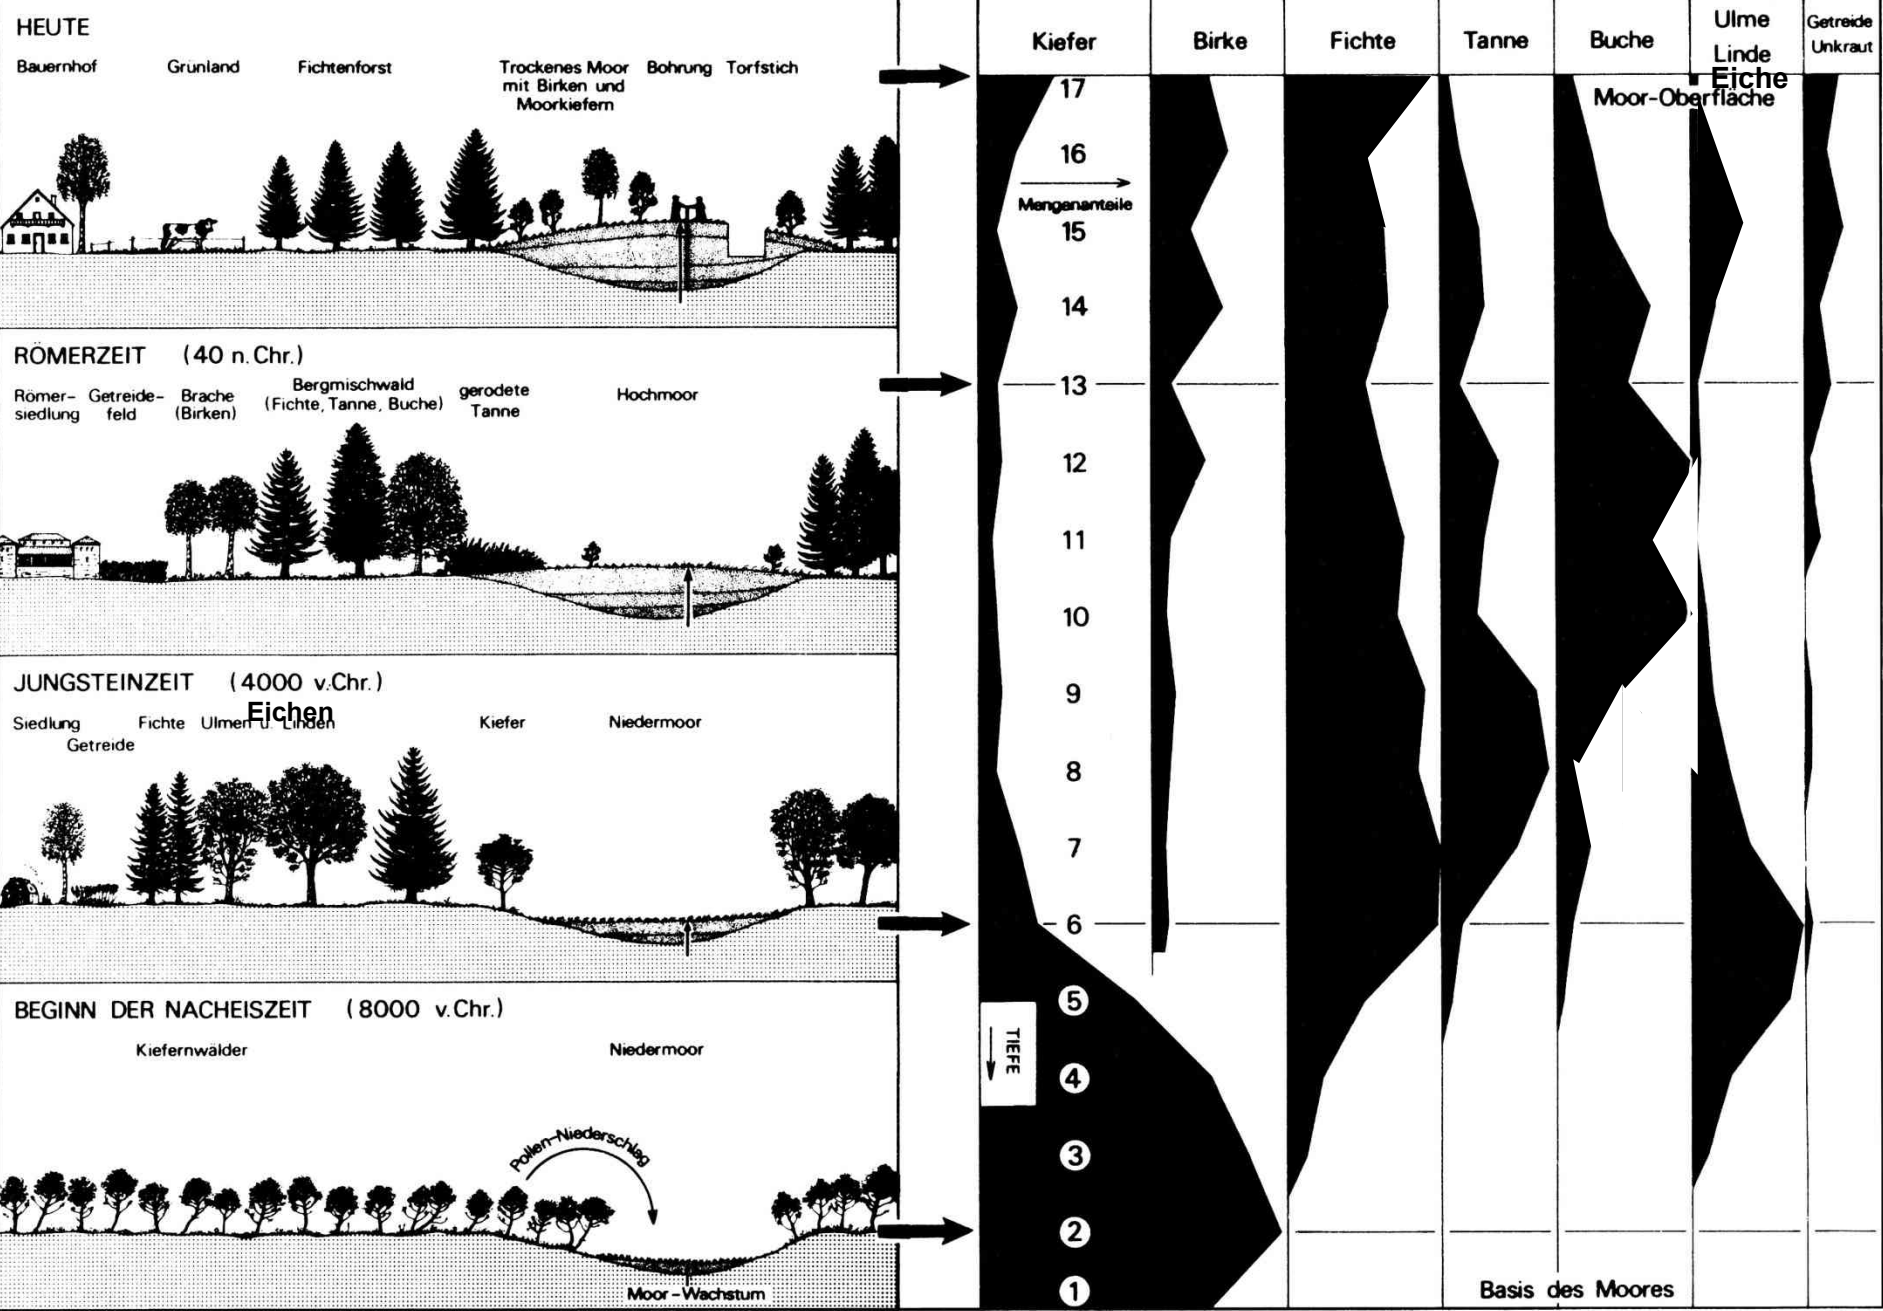 HEUTE
Bauernhof
Grünland
Fichtenforst
Trockenes Moor
mit Birken und
Moorkiefern
Bohrung
Torfstich
RÖMERZEIT (40 n. Chr.)
Römer-
siedlung
Getreide-
feld
Brache
(Birken)
Bergmischwald
(Fichte, Tanne, Buche)
gerodete
Tanne
Hochmoor
JUNGSTEINZEIT (4000 v. Chr.)
Eichen
Siedlung
Getreide
Fichte
Ulmen u. Linden
Kiefer
Niedermoor
BEGINN DER NACHEISZEIT (8000 v. Chr.)
Kiefernwälder
Niedermoor
Pollen-Niederschlag
Moor-Wachstum
Kiefer
Birke
Fichte
Tanne
Buche
Ulme
Linde
Eiche
Getreide
Unkraut
Moor-Oberfläche
17
16
Mengenanteile
15
14
13
12
11
10
9
8
7
6
5
TIEFE
4
3
2
1
Basis des Moores